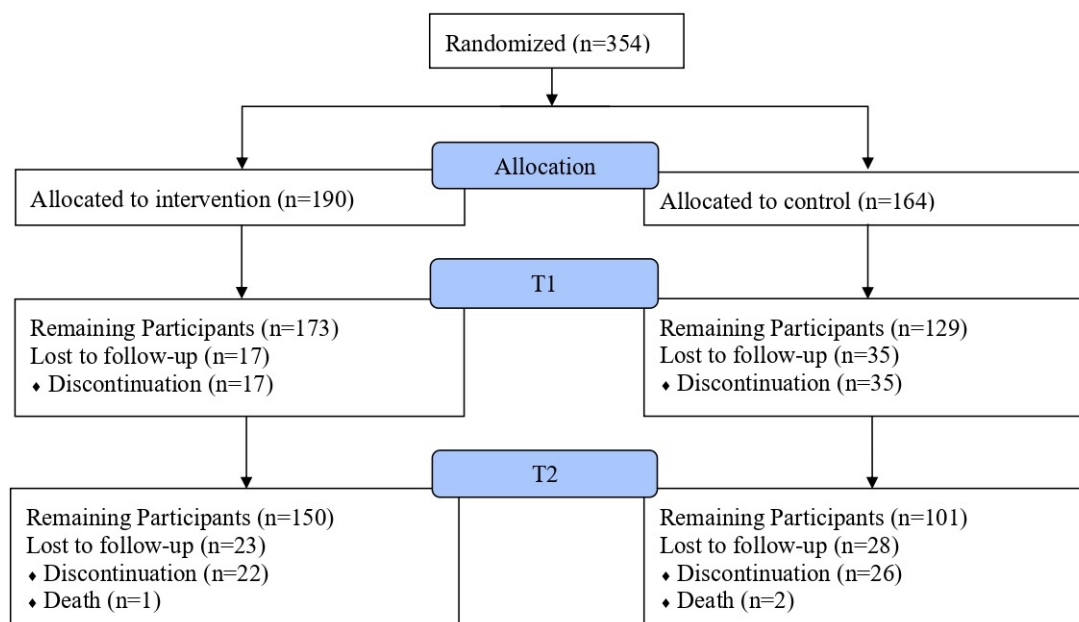 Randomized (n=354)
Allocation
Allocated to intervention (n=190)
Allocated to control (n=164)
T1
Remaining Participants (n=173)
Lost to follow-up (n=17)
♦ Discontinuation (n=17)
Remaining Participants (n=129)
Lost to follow-up (n=35)
♦ Discontinuation (n=35)
T2
Remaining Participants (n=150)
Lost to follow-up (n=23)
♦ Discontinuation (n=22)
♦ Death (n=1)
Remaining Participants (n=101)
Lost to follow-up (n=28)
♦ Discontinuation (n=26)
♦ Death (n=2)